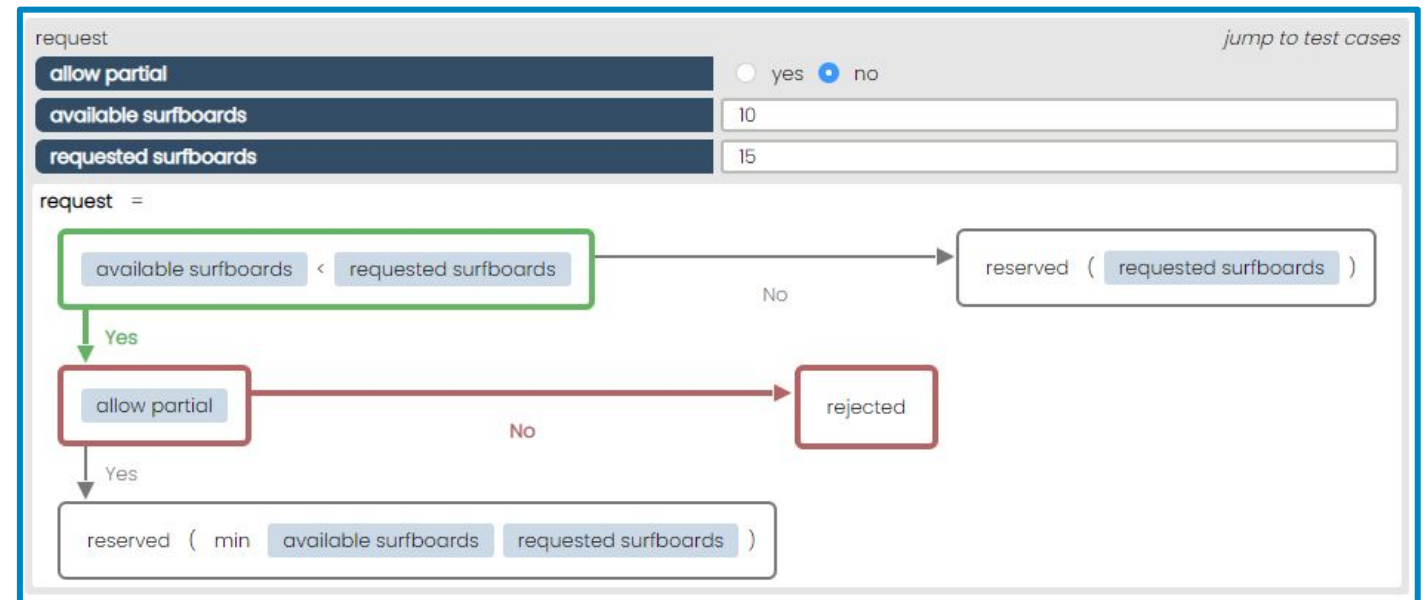 request jump to test cases
allow partial yes no
available surfboards 10
requested surfboards 15
request =
available surfboards < requested surfboards
No
reserved ( requested surfboards )
Yes
allow partial
No
rejected
Yes
reserved ( min available surfboards requested surfboards )